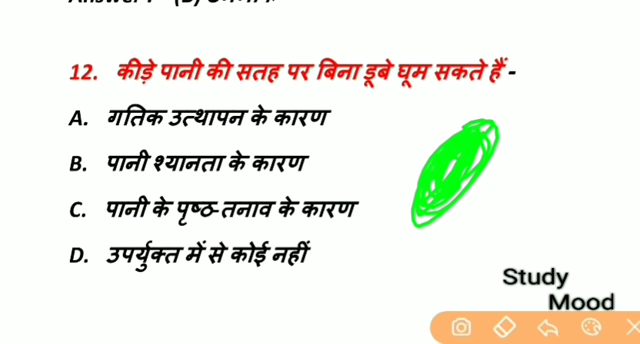 12. कीड़े पानी की सतह पर बिना डूबे घूम सकते हैं -
A. गतिक उत्थापन के कारण
B. पानी श्यानता के कारण
C. पानी के पृष्ठ-तनाव के कारण
D. उपर्युक्त में से कोई नहीं
Study
Mood